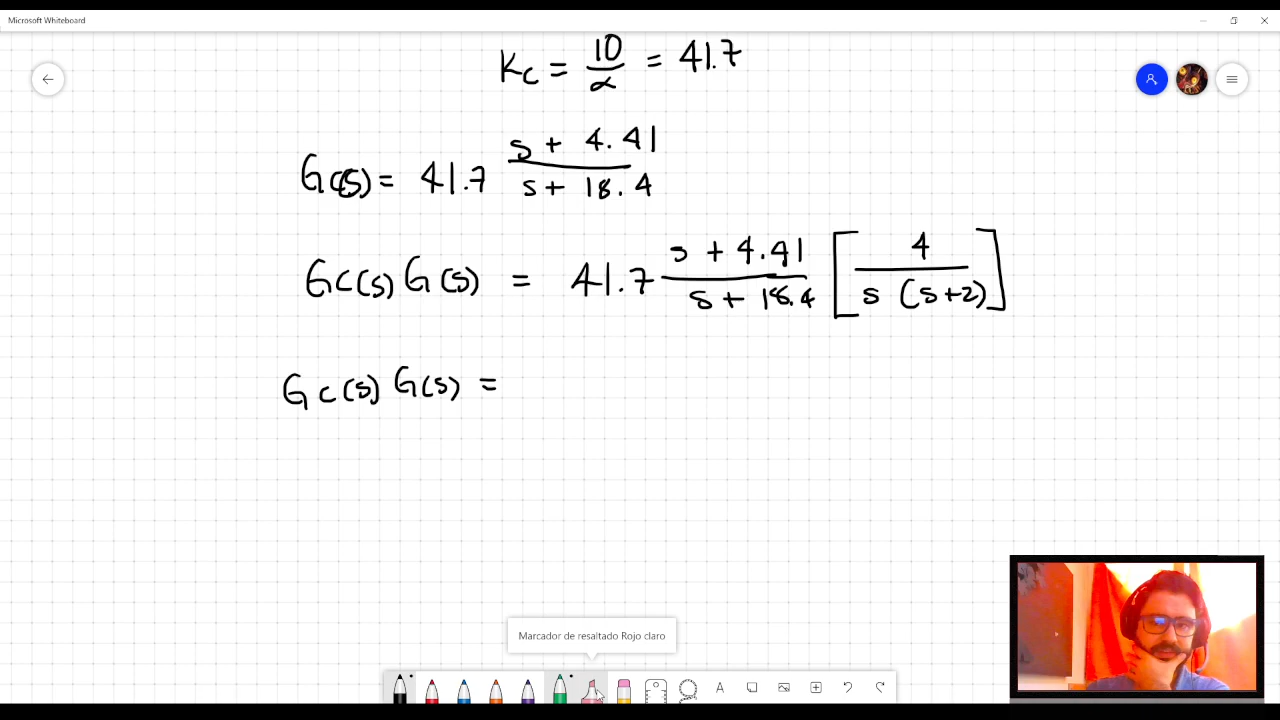 Microsoft Whiteboard
Kc = 10/α = 41.7
Gc(s) = 41.7 (s + 4.41)/(s + 18.4)
Gc(s) G(s) = 41.7 (s + 4.41)/(s + 18.4) [4/(s (s+2))]
Gc(s) G(s) =
Marcador de resaltado Rojo claro
A